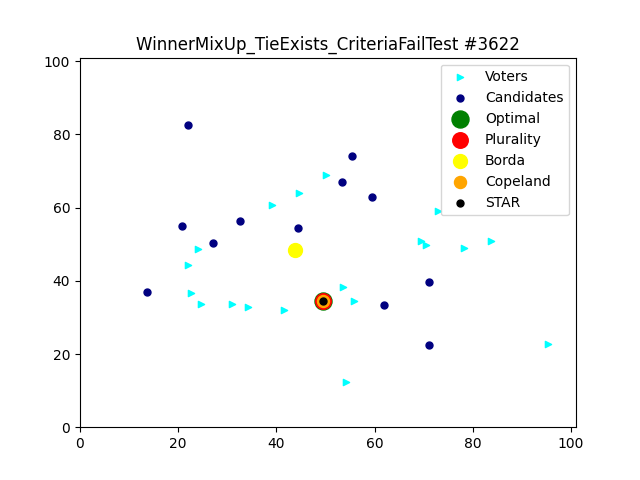 WinnerMixUp_TieExists_CriteriaFailTest #3622
Voters
Candidates
Optimal
Plurality
Borda
Copeland
STAR
100
80
60
40
20
0
0 20 40 60 80 100